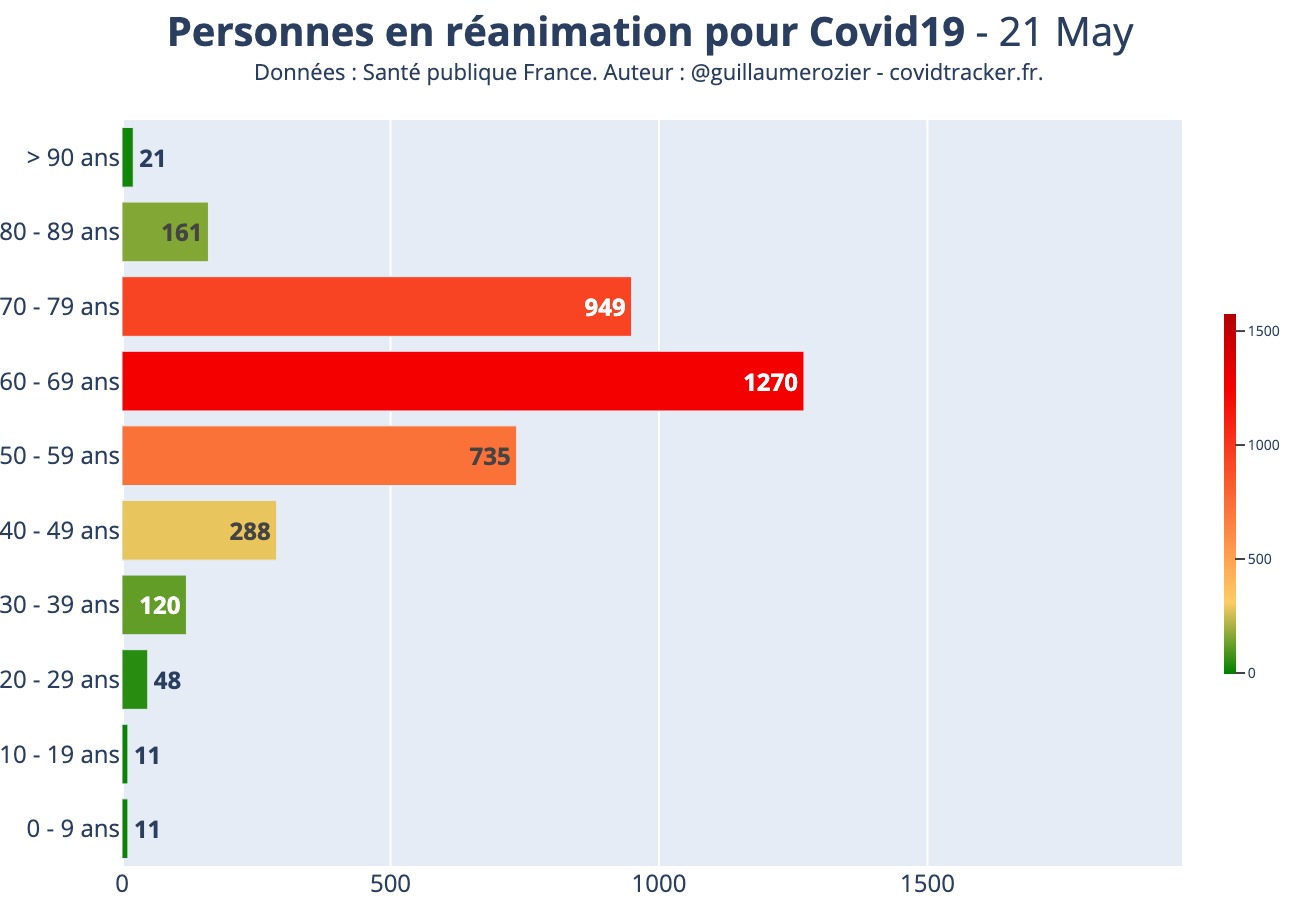 Personnes en réanimation pour Covid19 - 21 May
Données : Santé publique France. Auteur : @guillaumerozier - covidtracker.fr.
> 90 ans 21
80 - 89 ans 161
70 - 79 ans 949
60 - 69 ans 1270
50 - 59 ans 735
40 - 49 ans 288
30 - 39 ans 120
20 - 29 ans 48
10 - 19 ans 11
0 - 9 ans 11
0 500 1000 1500
1500
1000
500
0